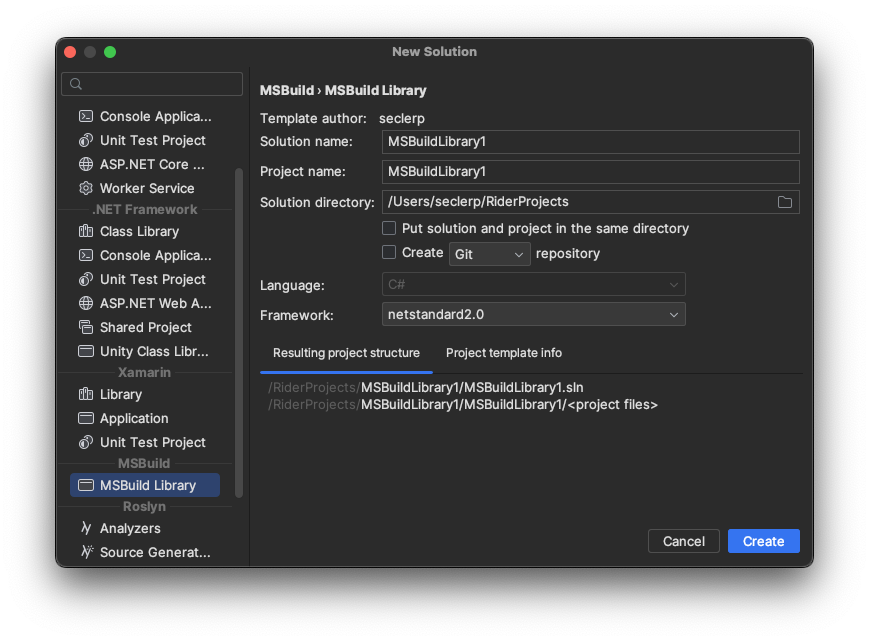 New Solution
Console Applica...
Unit Test Project
ASP.NET Core ...
Worker Service
.NET Framework
Class Library
Console Applica...
Unit Test Project
ASP.NET Web A...
Shared Project
Unity Class Libr...
Xamarin
Library
Application
Unit Test Project
MSBuild
MSBuild Library
Roslyn
Analyzers
Source Generat...
MSBuild › MSBuild Library
Template author: seclerp
Solution name: MSBuildLibrary1
Project name: MSBuildLibrary1
Solution directory: /Users/seclerp/RiderProjects
Put solution and project in the same directory
Create Git repository
Language: C#
Framework: netstandard2.0
Resulting project structure Project template info
/RiderProjects/MSBuildLibrary1/MSBuildLibrary1.sln
/RiderProjects/MSBuildLibrary1/MSBuildLibrary1/<project files>
Cancel Create